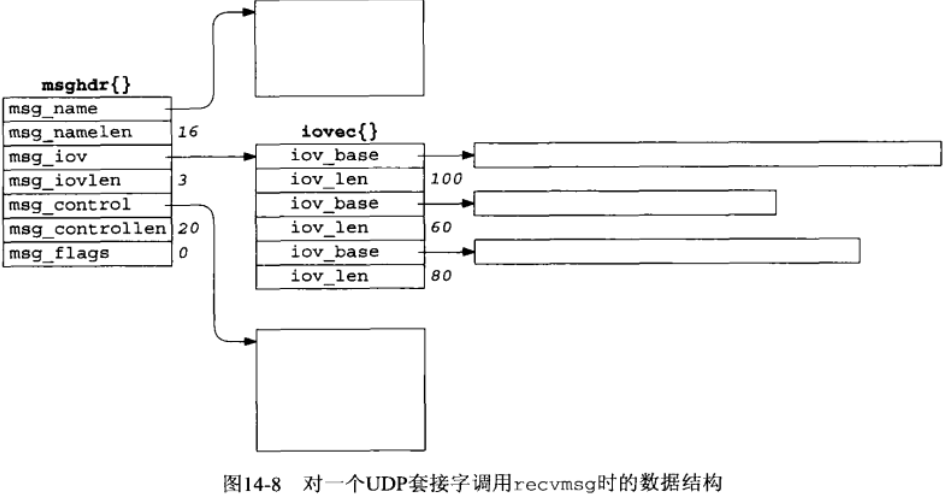 msghdr{}
msg_name
msg_namelen 16
msg_iov
msg_iovlen 3
msg_control
msg_controllen 20
msg_flags 0
iovec{}
iov_base
iov_len 100
iov_base
iov_len 60
iov_base
iov_len 80
图14-8 对一个UDP套接字调用recvmsg时的数据结构